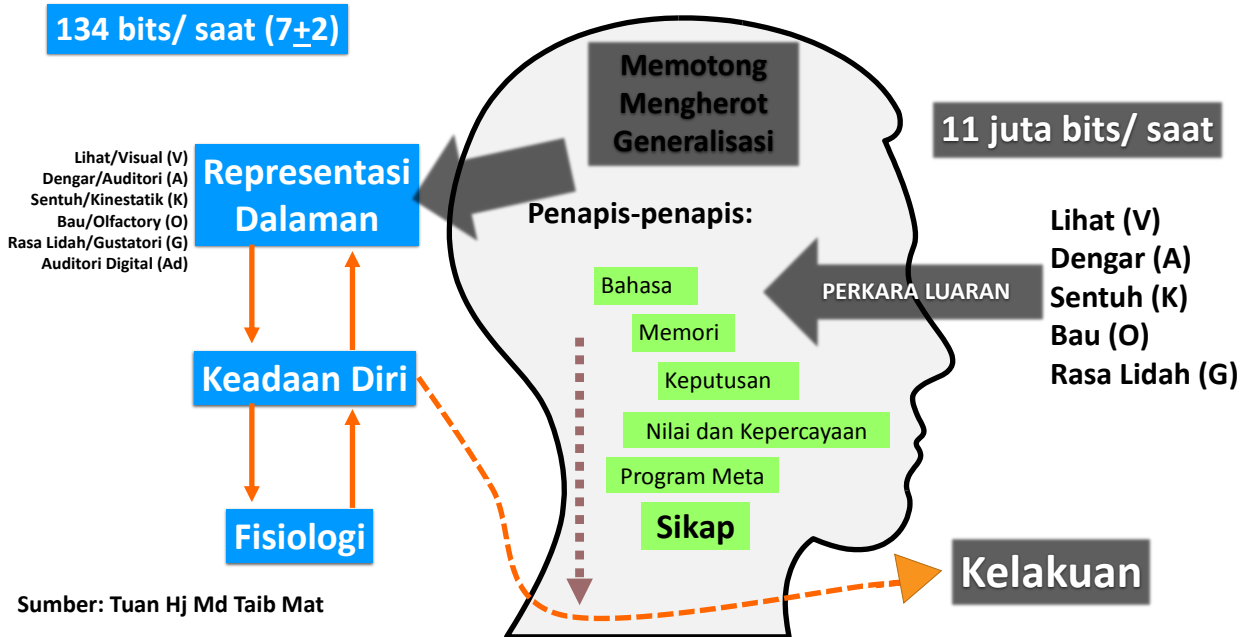 134 bits/ saat (7±2)
Memotong
Mengherot
Generalisasi
11 juta bits/ saat
Lihat/Visual (V)
Dengar/Auditori (A)
Sentuh/Kinestatik (K)
Bau/Olfactory (O)
Rasa Lidah/Gustatori (G)
Auditori Digital (Ad)
Representasi
Dalaman
Penapis-penapis:
Lihat (V)
Dengar (A)
Sentuh (K)
Bau (O)
Rasa Lidah (G)
PERKARA LUARAN
Bahasa
Memori
Keputusan
Nilai dan Kepercayaan
Program Meta
Sikap
Keadaan Diri
Fisiologi
Kelakuan
Sumber: Tuan Hj Md Taib Mat